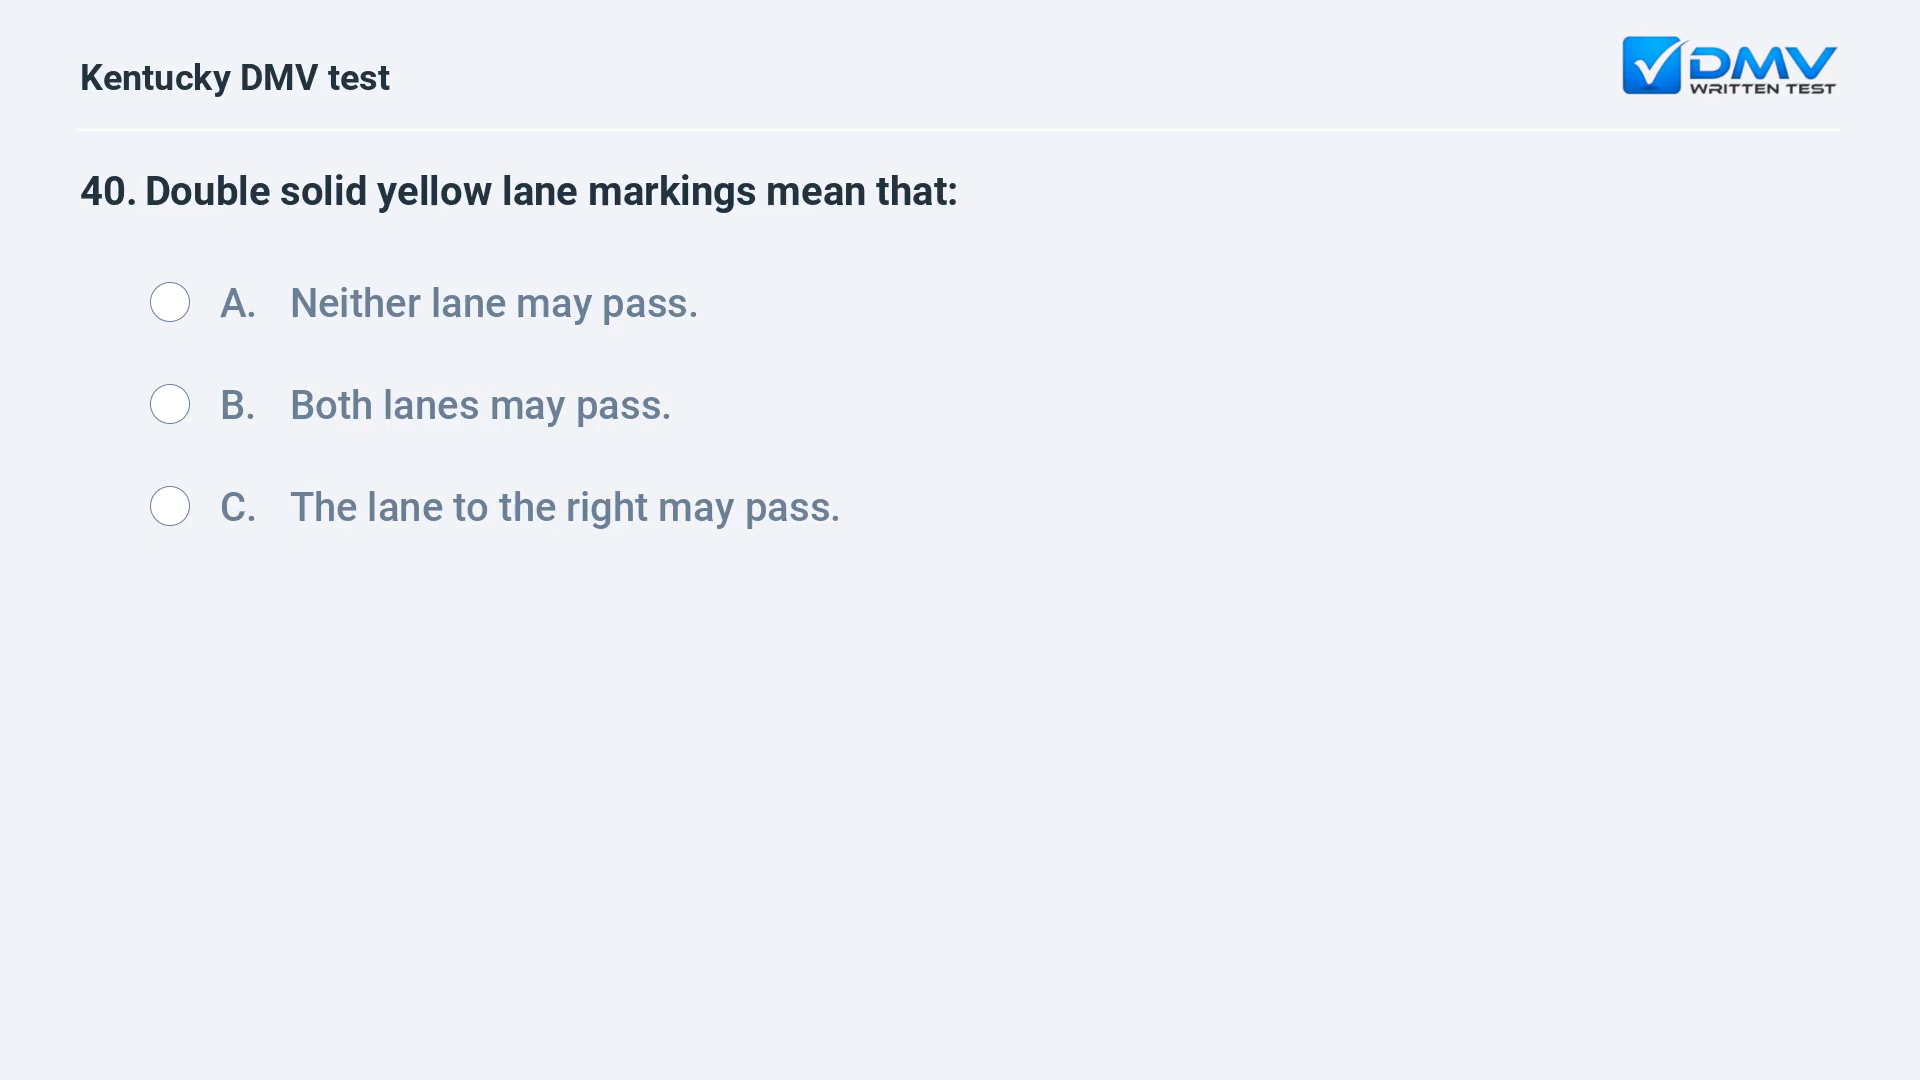 Kentucky DMV test
DMV
WRITTEN TEST
40. Double solid yellow lane markings mean that:
A. Neither lane may pass.
B. Both lanes may pass.
C. The lane to the right may pass.